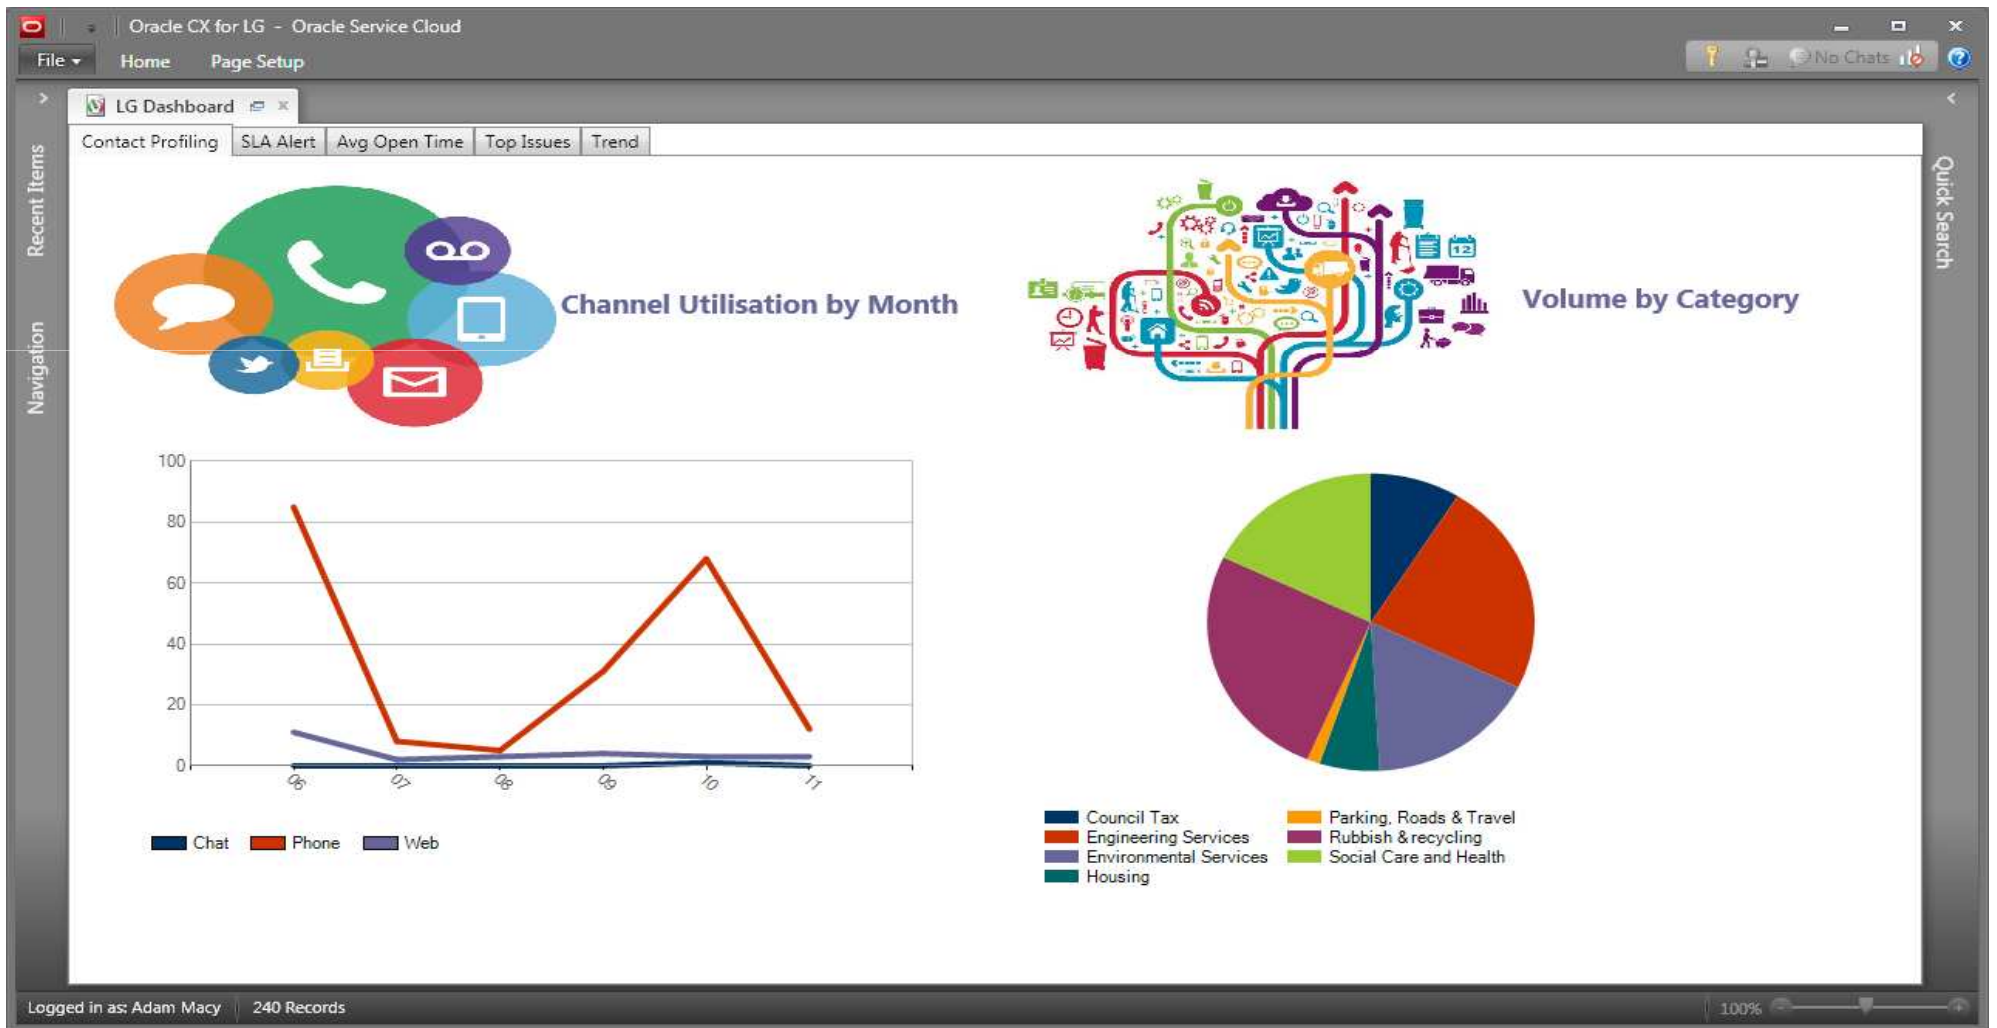 Oracle CX for LG - Oracle Service Cloud
File Home Page Setup
No Chats
LG Dashboard
Contact Profiling SLA Alert Avg Open Time Top Issues Trend
Recent Items
Navigation
Quick Search
Channel Utilisation by Month
12
Volume by Category
100
80
60
40
20
0
06 07 08 09 10 11
Chat Phone Web
Council Tax
Engineering Services
Environmental Services
Housing
Parking, Roads & Travel
Rubbish & recycling
Social Care and Health
Logged in as: Adam Macy 240 Records
100%